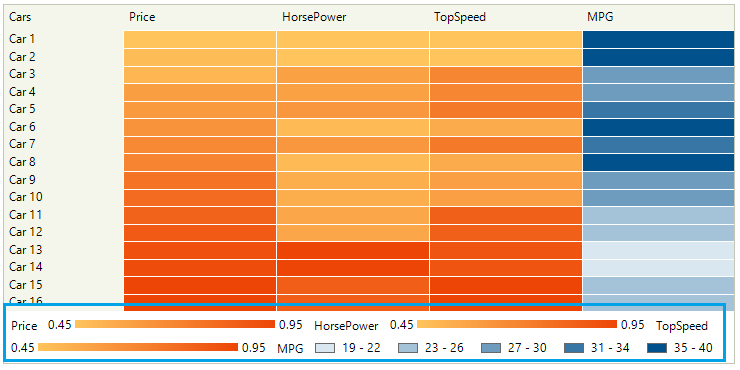 Cars Price HorsePower TopSpeed MPG
Car 1
Car 2
Car 3
Car 4
Car 5
Car 6
Car 7
Car 8
Car 9
Car 10
Car 11
Car 12
Car 13
Car 14
Car 15
Car 16
Price 0.45 0.95 HorsePower 0.45 0.95 TopSpeed
0.45 0.95 MPG 19 - 22 23 - 26 27 - 30 31 - 34 35 - 40